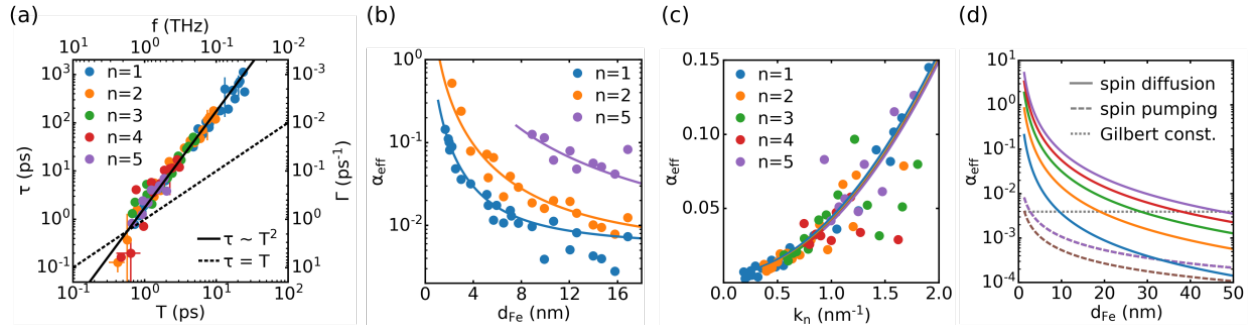 (a)
f (THz)
10¹ 10⁰ 10⁻¹ 10⁻²
10³
10²
10¹
10⁰
10⁻¹
τ (ps)
n=1
n=2
n=3
n=4
n=5
τ ~ T²
τ = T
10⁻³
10⁻²
10⁻¹
10⁰
10¹
Γ (ps⁻¹)
10⁻¹ 10⁰ 10¹ 10²
T (ps)
(b)
10⁰
10⁻¹
10⁻²
αeff
n=1
n=2
n=5
0 4 8 12 16
dFe (nm)
(c)
0.15
0.10
0.05
αeff
n=1
n=2
n=3
n=4
n=5
0.0 0.5 1.0 1.5 2.0
kn (nm⁻¹)
(d)
10¹
10⁰
10⁻¹
10⁻²
10⁻³
10⁻⁴
αeff
spin diffusion
spin pumping
Gilbert const.
0 10 20 30 40 50
dFe (nm)